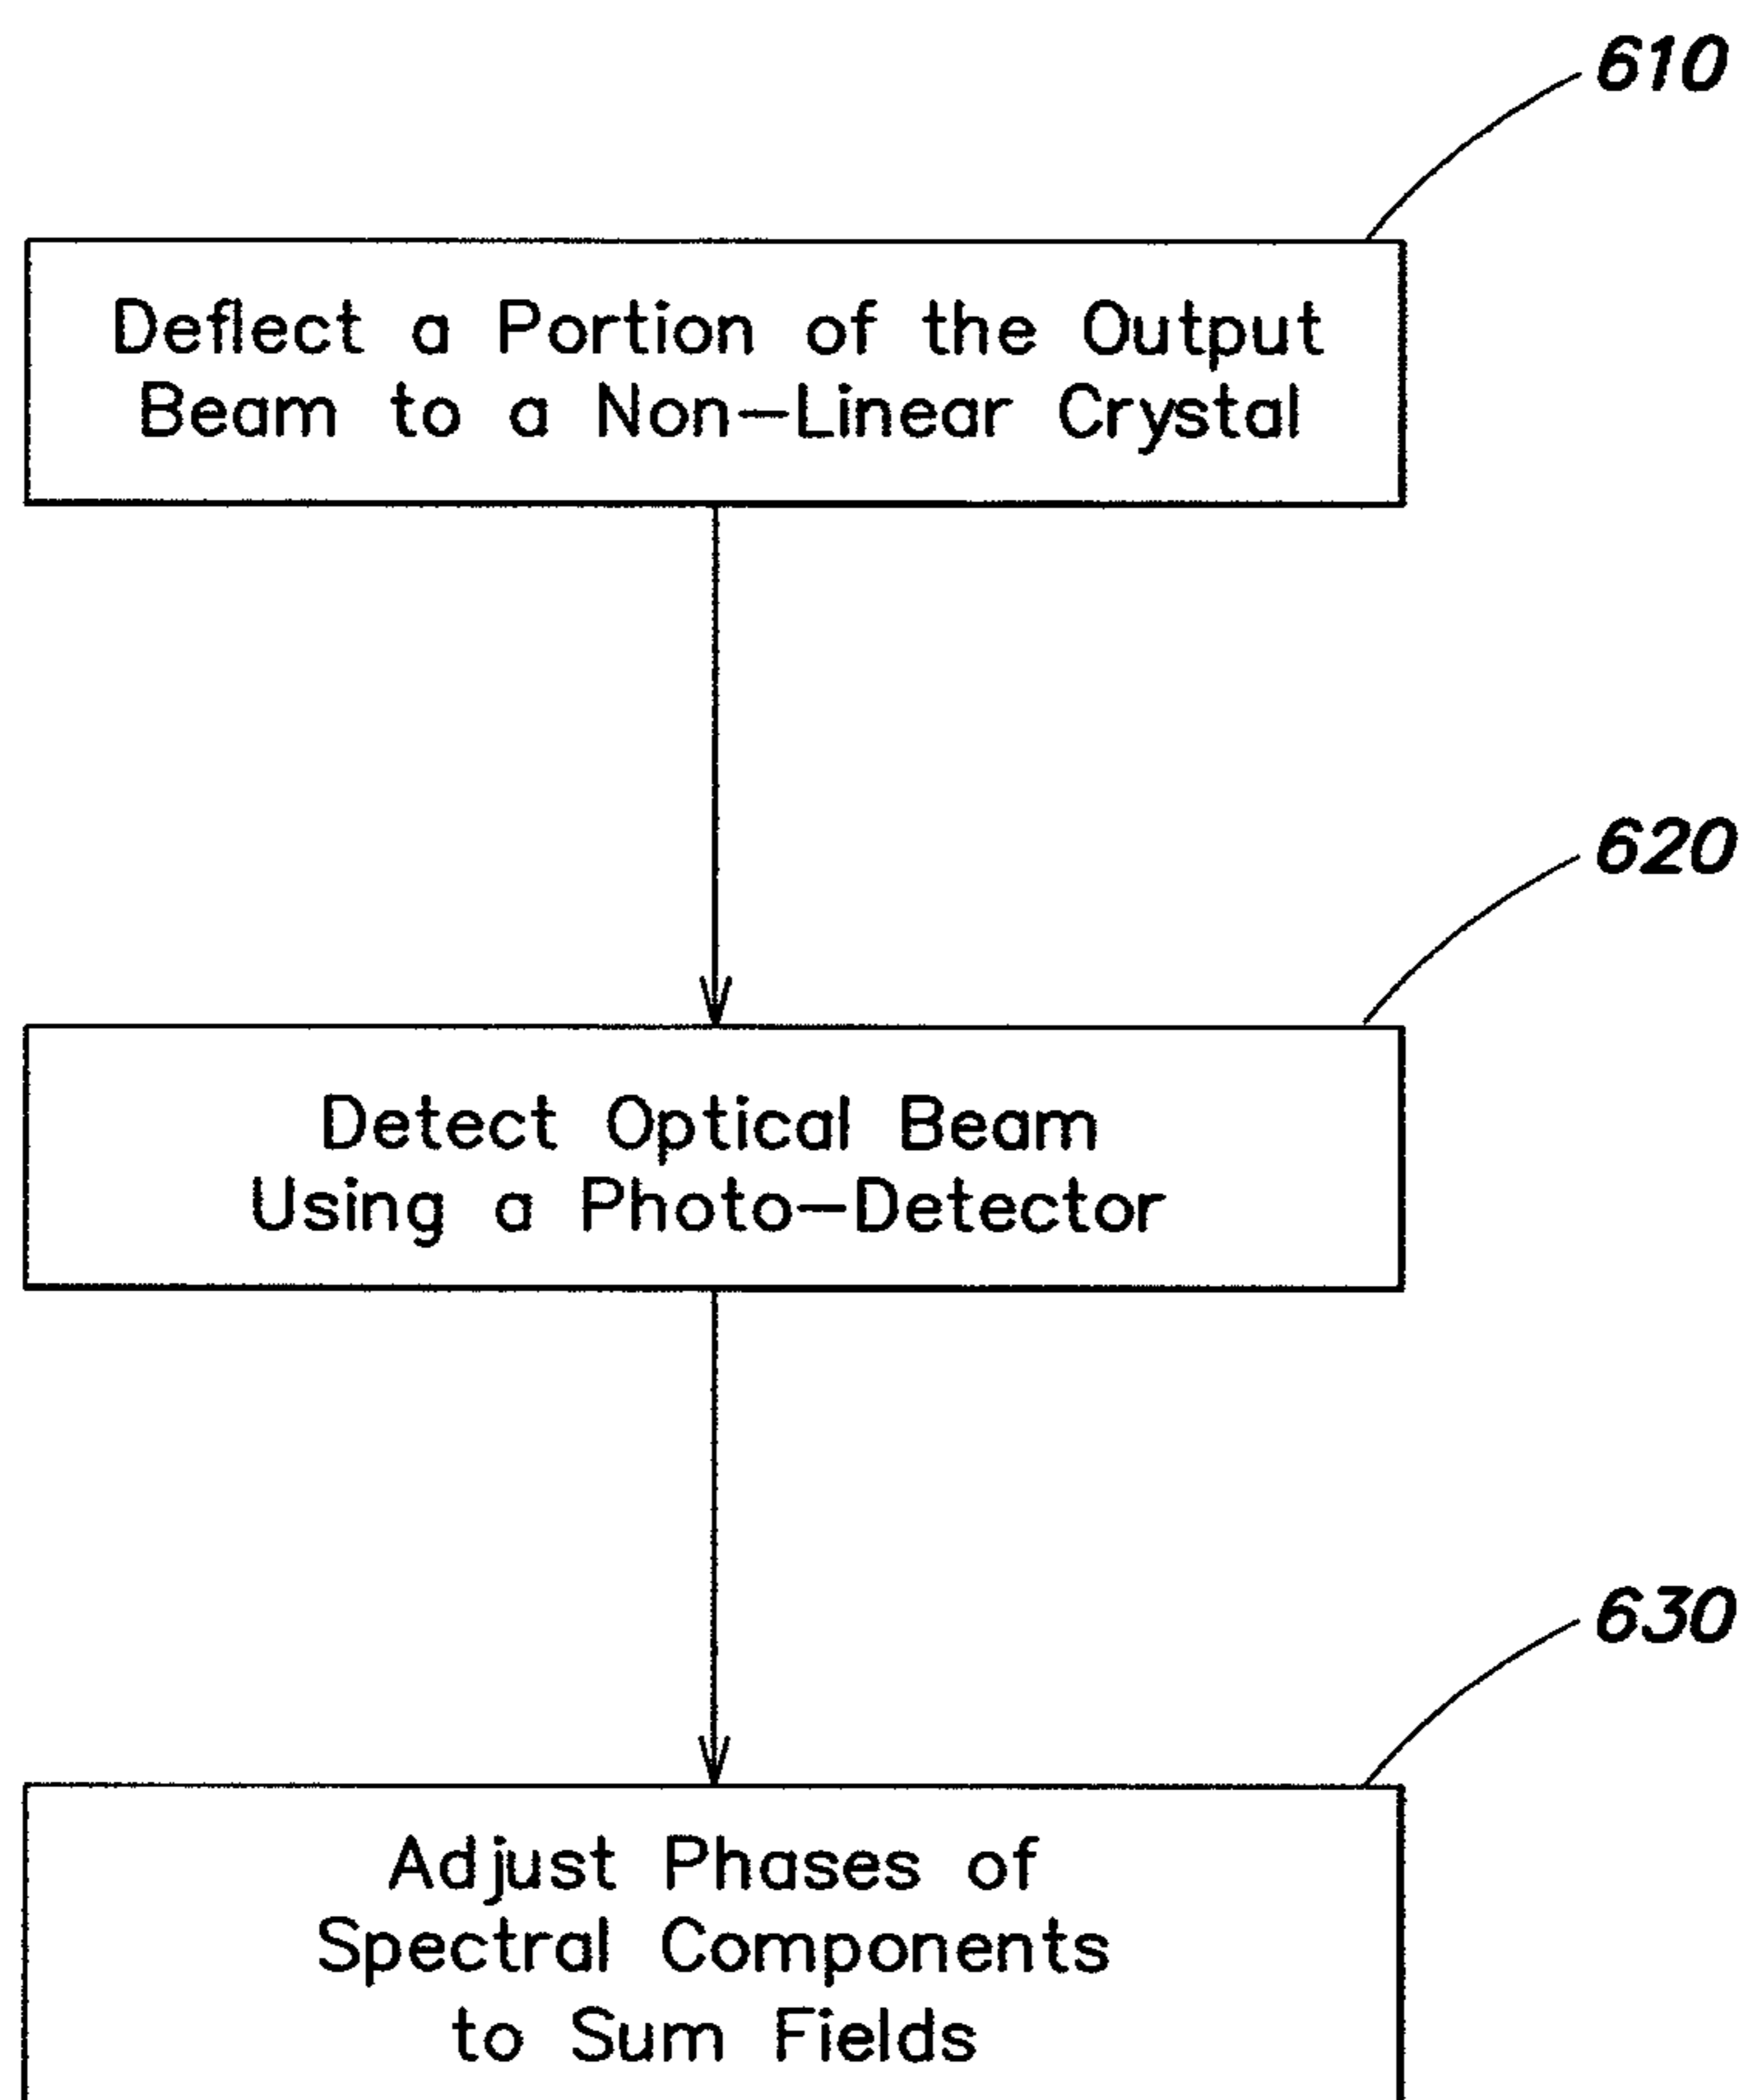 610
Deflect a Portion of the Output
Beam to a Non-Linear Crystal
620
Detect Optical Beam
Using a Photo-Detector
630
Adjust Phases of
Spectral Components
to Sum Fields